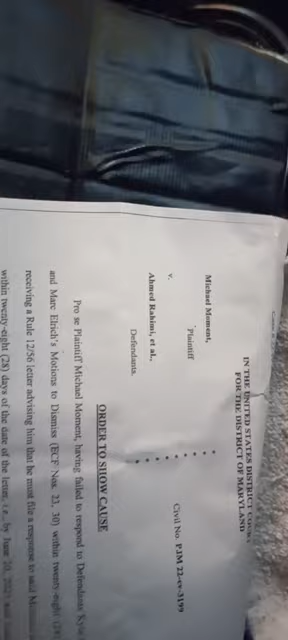 IN THE UNITED STATES DISTRICT COURT
FOR THE DISTRICT OF MARYLAND
Michael Moment,
Plaintiff
v.
Ahmed Rahimi, et al.,
Defendants.
*
*
*
*
*
*
*
*
Civil No. PJM 22-cv-3199
ORDER TO SHOW CAUSE
Pro se Plaintiff Michael Moment, having failed to respond to Defendants
and Marc Elrich's Motions to Dismiss (ECF Nos. 23, 30) within twenty-eight
receiving a Rule 12/56 letter advising him that he must file a response to said
within twenty-eight (28) days of the date of the letter, i.e., by June 20,